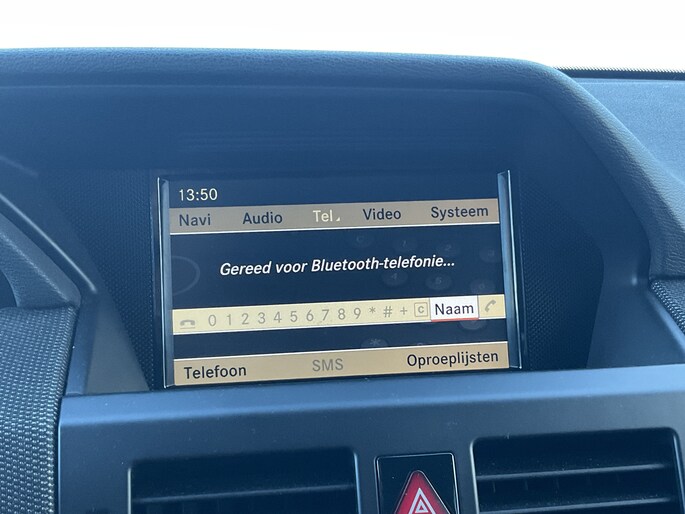 13:50
Navi Audio Tel Video Systeem
Gereed voor Bluetooth-telefonie...
0 1 2 3 4 5 6 7 8 9 * # + C Naam
Telefoon SMS Oproeplijsten